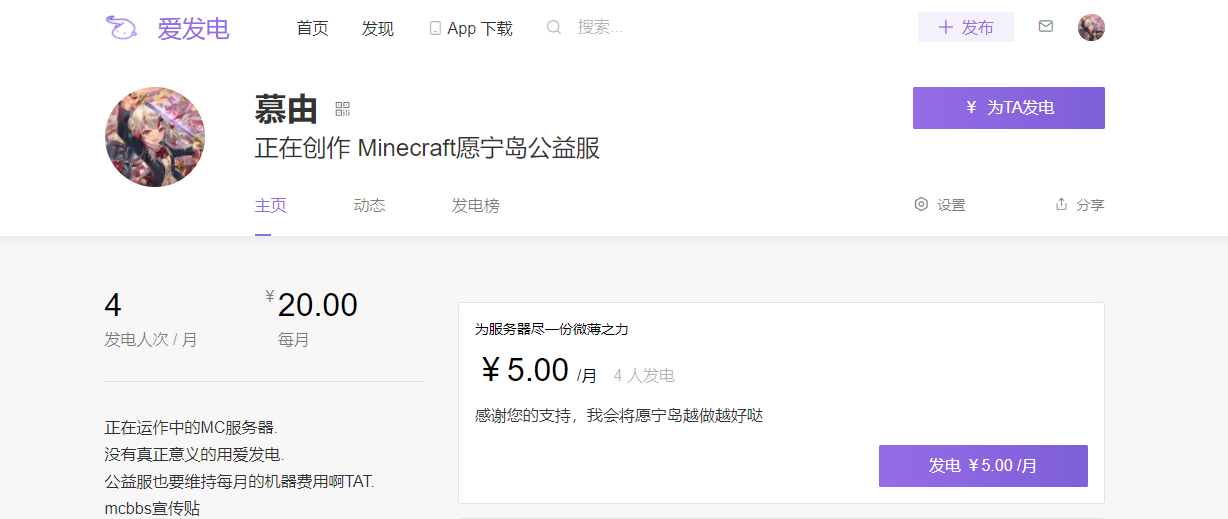 爱发电 首页 发现 App 下载 搜索... 发布
慕由
¥ 为TA发电
正在创作 Minecraft愿宁岛公益服
主页 动态 发电榜 设置 分享
4
发电人次 / 月
¥20.00
每月
正在运作中的MC服务器.
没有真正意义的用爱发电.
公益服也要维持每月的机器费用啊TAT.
mcbbs宣传贴
为服务器尽一份微薄之力
¥5.00 /月 4 人发电
感谢您的支持，我会将愿宁岛越做越好哒
发电 ¥5.00 /月